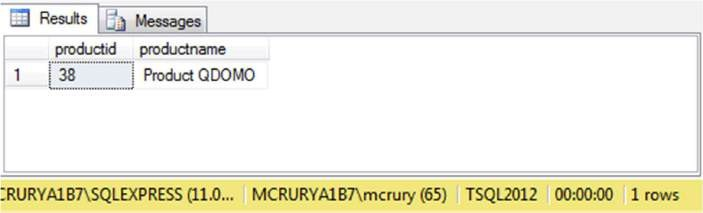 Results Messages
productid productname
1 38 Product QDOMO
CRURYA1B7\SQLEXPRESS (11.0... MCRURYA1B7\mcrury (65) TSQL2012 00:00:00 1 rows